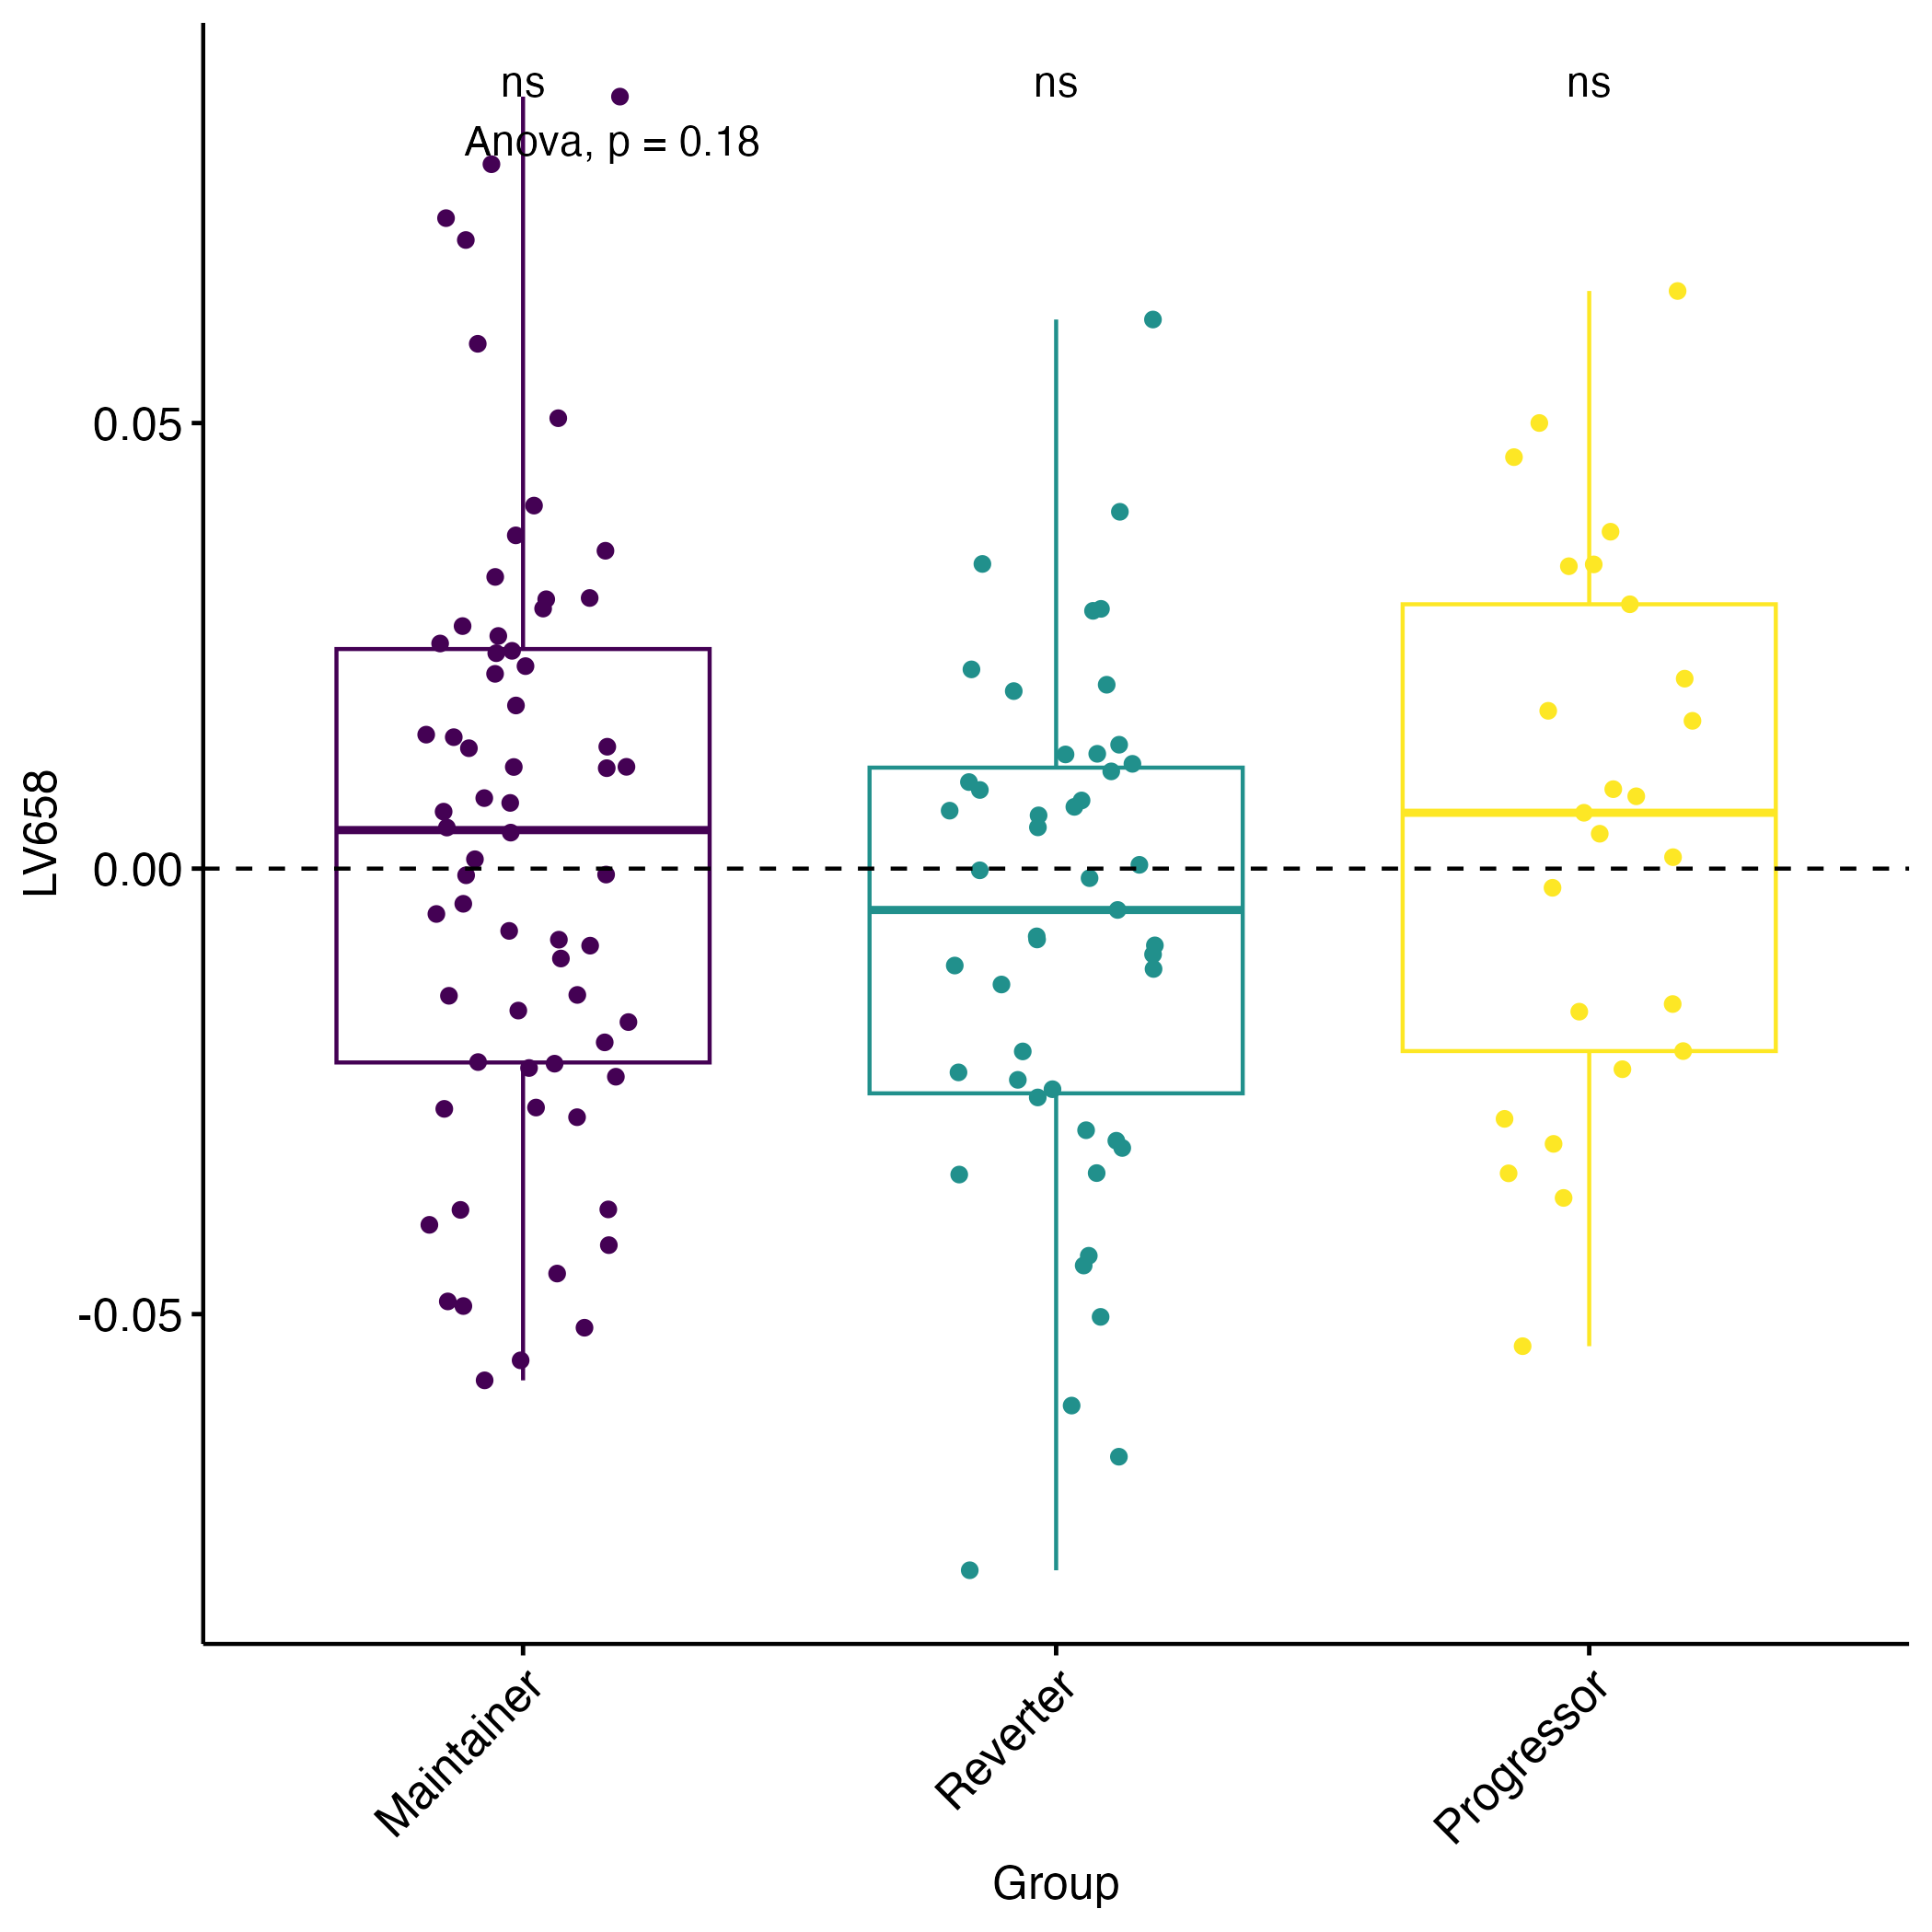 ns ns ns
Anova, p = 0.18
0.05
0.00
-0.05
LV658
Maintainer Reverter Progressor
Group